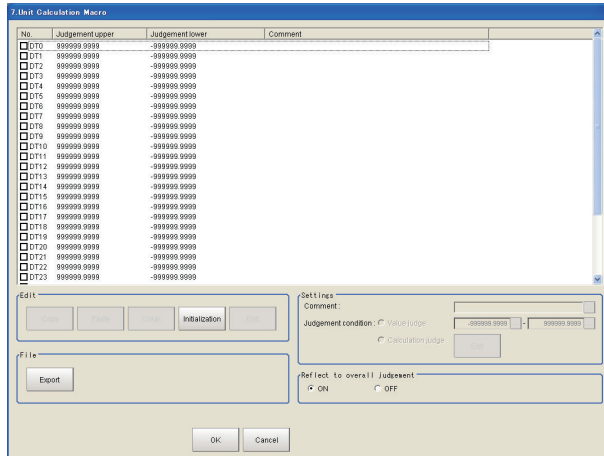 7.Unit Calculation Macro
No. Judgement upper Judgement lower Comment
DT0 999999.9999 -999999.9999
DT1 999999.9999 -999999.9999
DT2 999999.9999 -999999.9999
DT3 999999.9999 -999999.9999
DT4 999999.9999 -999999.9999
DT5 999999.9999 -999999.9999
DT6 999999.9999 -999999.9999
DT7 999999.9999 -999999.9999
DT8 999999.9999 -999999.9999
DT9 999999.9999 -999999.9999
DT10 999999.9999 -999999.9999
DT11 999999.9999 -999999.9999
DT12 999999.9999 -999999.9999
DT13 999999.9999 -999999.9999
DT14 999999.9999 -999999.9999
DT15 999999.9999 -999999.9999
DT16 999999.9999 -999999.9999
DT17 999999.9999 -999999.9999
DT18 999999.9999 -999999.9999
DT19 999999.9999 -999999.9999
DT20 999999.9999 -999999.9999
DT21 999999.9999 -999999.9999
DT22 999999.9999 -999999.9999
DT23 999999.9999 -999999.9999
Edit
Initialization
File
Export
Settings
Comment :
Judgement condition : Value judge -999999.9999 - 999999.9999
Calculation judge
Reflect to overall judgement
ON OFF
OK Cancel